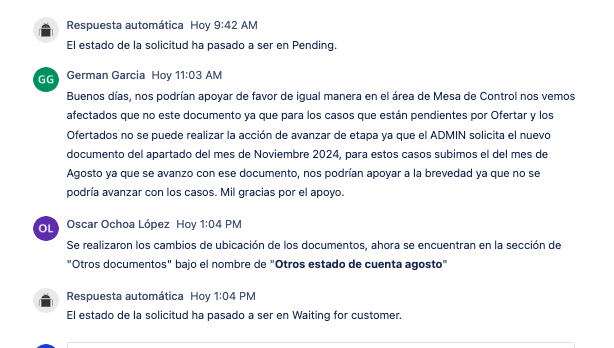 Respuesta automática Hoy 9:42 AM
El estado de la solicitud ha pasado a ser en Pending.
GG German Garcia Hoy 11:03 AM
Buenos días, nos podrían apoyar de favor de igual manera en el área de Mesa de Control nos vemos
afectados que no este documento ya que para los casos que están pendientes por Ofertar y los
Ofertados no se puede realizar la acción de avanzar de etapa ya que el ADMIN solicita el nuevo
documento del apartado del mes de Noviembre 2024, para estos casos subimos el del mes de
Agosto ya que se avanzo con ese documento, nos podrían apoyar a la brevedad ya que no se
podría avanzar con los casos. Mil gracias por el apoyo.
OL Oscar Ochoa López Hoy 1:04 PM
Se realizaron los cambios de ubicación de los documentos, ahora se encuentran en la sección de
"Otros documentos" bajo el nombre de "Otros estado de cuenta agosto"
Respuesta automática Hoy 1:04 PM
El estado de la solicitud ha pasado a ser en Waiting for customer.